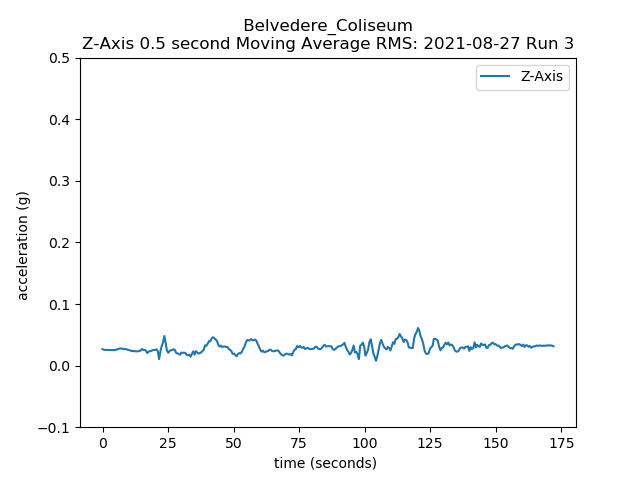 Belvedere_Coliseum
Z-Axis 0.5 second Moving Average RMS: 2021-08-27 Run 3
Z-Axis
0.5
0.4
0.3
0.2
0.1
0.0
−0.1
acceleration (g)
0 25 50 75 100 125 150 175
time (seconds)